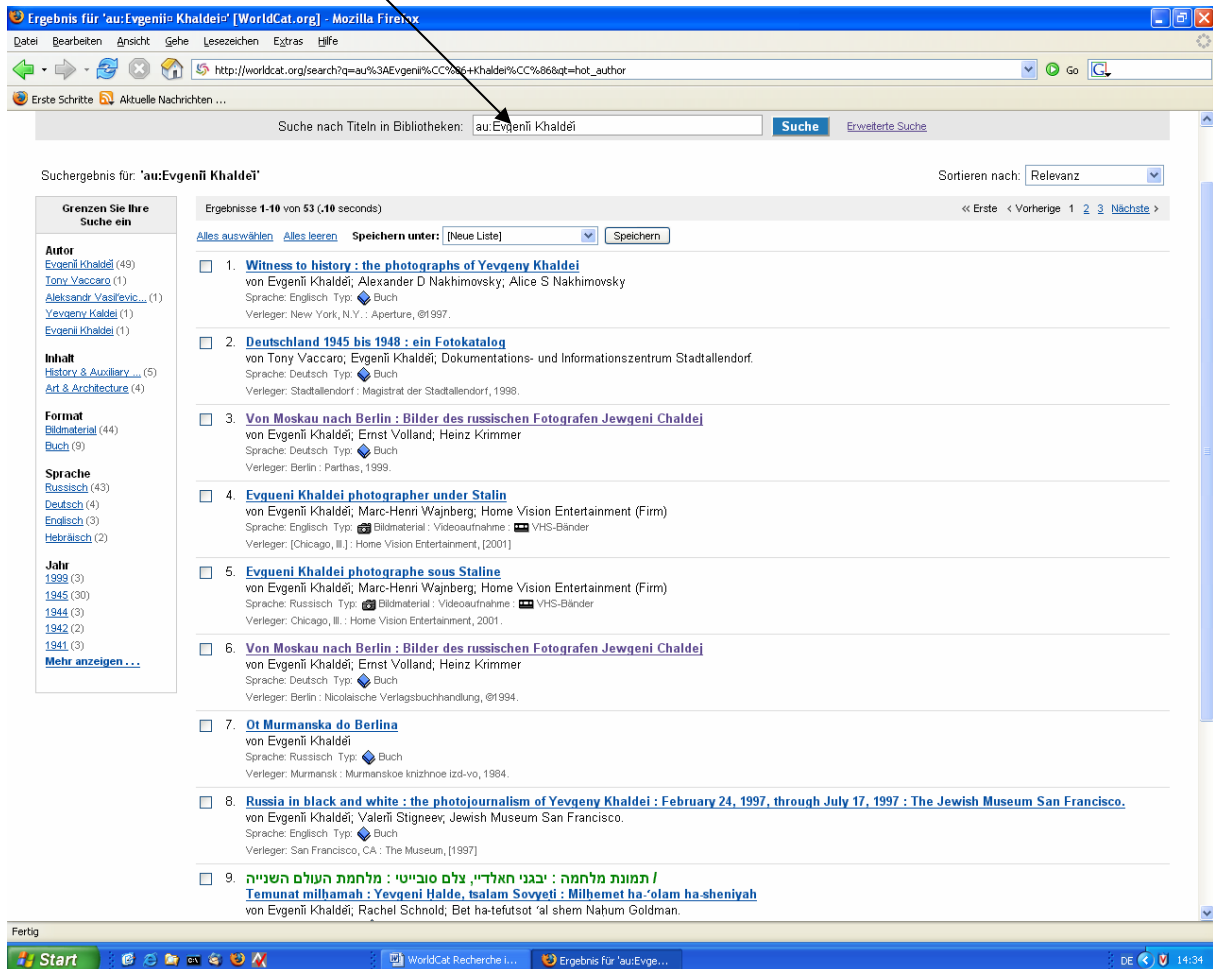 Ergebnis für 'au:Evgenii¤ Khaldei¤' [WorldCat.org] - Mozilla Firefox
Datei Bearbeiten Ansicht Gehe Lesezeichen Extras Hilfe
http://worldcat.org/search?q=au%3AEvgenii%CC%86+Khaldei%CC%86&qt=hot_author Go
Erste Schritte Aktuelle Nachrichten ...
Suche nach Titeln in Bibliotheken: au:Evgeniĭ Khaldeĭ Suche Erweiterte Suche
Suchergebnis für: 'au:Evgeniĭ Khaldeĭ' Sortieren nach: Relevanz
Grenzen Sie Ihre
Suche ein
Autor
Evgeniĭ Khaldeĭ (49)
Tony Vaccaro (1)
Aleksandr Vasil'evic... (1)
Yevgeny Kaldei (1)
Evgenii Khaldei (1)
Inhalt
History & Auxiliary ... (5)
Art & Architecture (4)
Format
Bildmaterial (44)
Buch (9)
Sprache
Russisch (43)
Deutsch (4)
Englisch (3)
Hebräisch (2)
Jahr
1999 (3)
1945 (30)
1944 (3)
1942 (2)
1941 (3)
Mehr anzeigen . . .
Ergebnisse 1-10 von 53 (.10 seconds) << Erste < Vorherige 1 2 3 Nächste >
Alles auswählen Alles leeren Speichern unter: [Neue Liste] Speichern
1. Witness to history : the photographs of Yevgeny Khaldei
von Evgeniĭ Khaldeĭ; Alexander D Nakhimovsky; Alice S Nakhimovsky
Sprache: Englisch Typ: Buch
Verleger: New York, N.Y. : Aperture, ©1997.
2. Deutschland 1945 bis 1948 : ein Fotokatalog
von Tony Vaccaro; Evgeniĭ Khaldeĭ; Dokumentations- und Informationszentrum Stadtallendorf.
Sprache: Deutsch Typ: Buch
Verleger: Stadtallendorf : Magistrat der Stadtallendorf, 1998.
3. Von Moskau nach Berlin : Bilder des russischen Fotografen Jewgeni Chaldej
von Evgeniĭ Khaldeĭ; Ernst Volland; Heinz Krimmer
Sprache: Deutsch Typ: Buch
Verleger: Berlin : Parthas, 1999.
4. Evgueni Khaldei photographer under Stalin
von Evgeniĭ Khaldeĭ; Marc-Henri Wajnberg; Home Vision Entertainment (Firm)
Sprache: Englisch Typ: Bildmaterial : Videoaufnahme : VHS-Bänder
Verleger: [Chicago, Ill.] : Home Vision Entertainment, [2001]
5. Evgueni Khaldei photographe sous Staline
von Evgeniĭ Khaldeĭ; Marc-Henri Wajnberg; Home Vision Entertainment (Firm)
Sprache: Russisch Typ: Bildmaterial : Videoaufnahme : VHS-Bänder
Verleger: Chicago, Ill. : Home Vision Entertainment, 2001.
6. Von Moskau nach Berlin : Bilder des russischen Fotografen Jewgeni Chaldej
von Evgeniĭ Khaldeĭ; Ernst Volland; Heinz Krimmer
Sprache: Deutsch Typ: Buch
Verleger: Berlin : Nicolaische Verlagsbuchhandlung, ©1994.
7. Ot Murmanska do Berlina
von Evgeniĭ Khaldeĭ
Sprache: Russisch Typ: Buch
Verleger: Murmansk : Murmanskoe knizhnoe izd-vo, 1984.
8. Russia in black and white : the photojournalism of Yevgeny Khaldei : February 24, 1997, through July 17, 1997 : The Jewish Museum San Francisco.
von Evgeniĭ Khaldeĭ; Valeriĭ Stigneev; Jewish Museum San Francisco.
Sprache: Englisch Typ: Buch
Verleger: San Francisco, CA : The Museum, [1997]
9. תמונת מלחמה : יבגני חאלדיי, צלם סובייטי : מלחמת העולם השנייה /
Temunat milḥamah : Yevgeni Ḥalde, tsalam Sovyeṭi : Milḥemet ha-ʻolam ha-sheniyah
von Evgeniĭ Khaldeĭ; Rachel Schnold; Bet ha-tefutsot ʻal shem Naḥum Goldman.
Fertig
Start WorldCat Recherche i... Ergebnis für 'au:Evge... DE 14:34